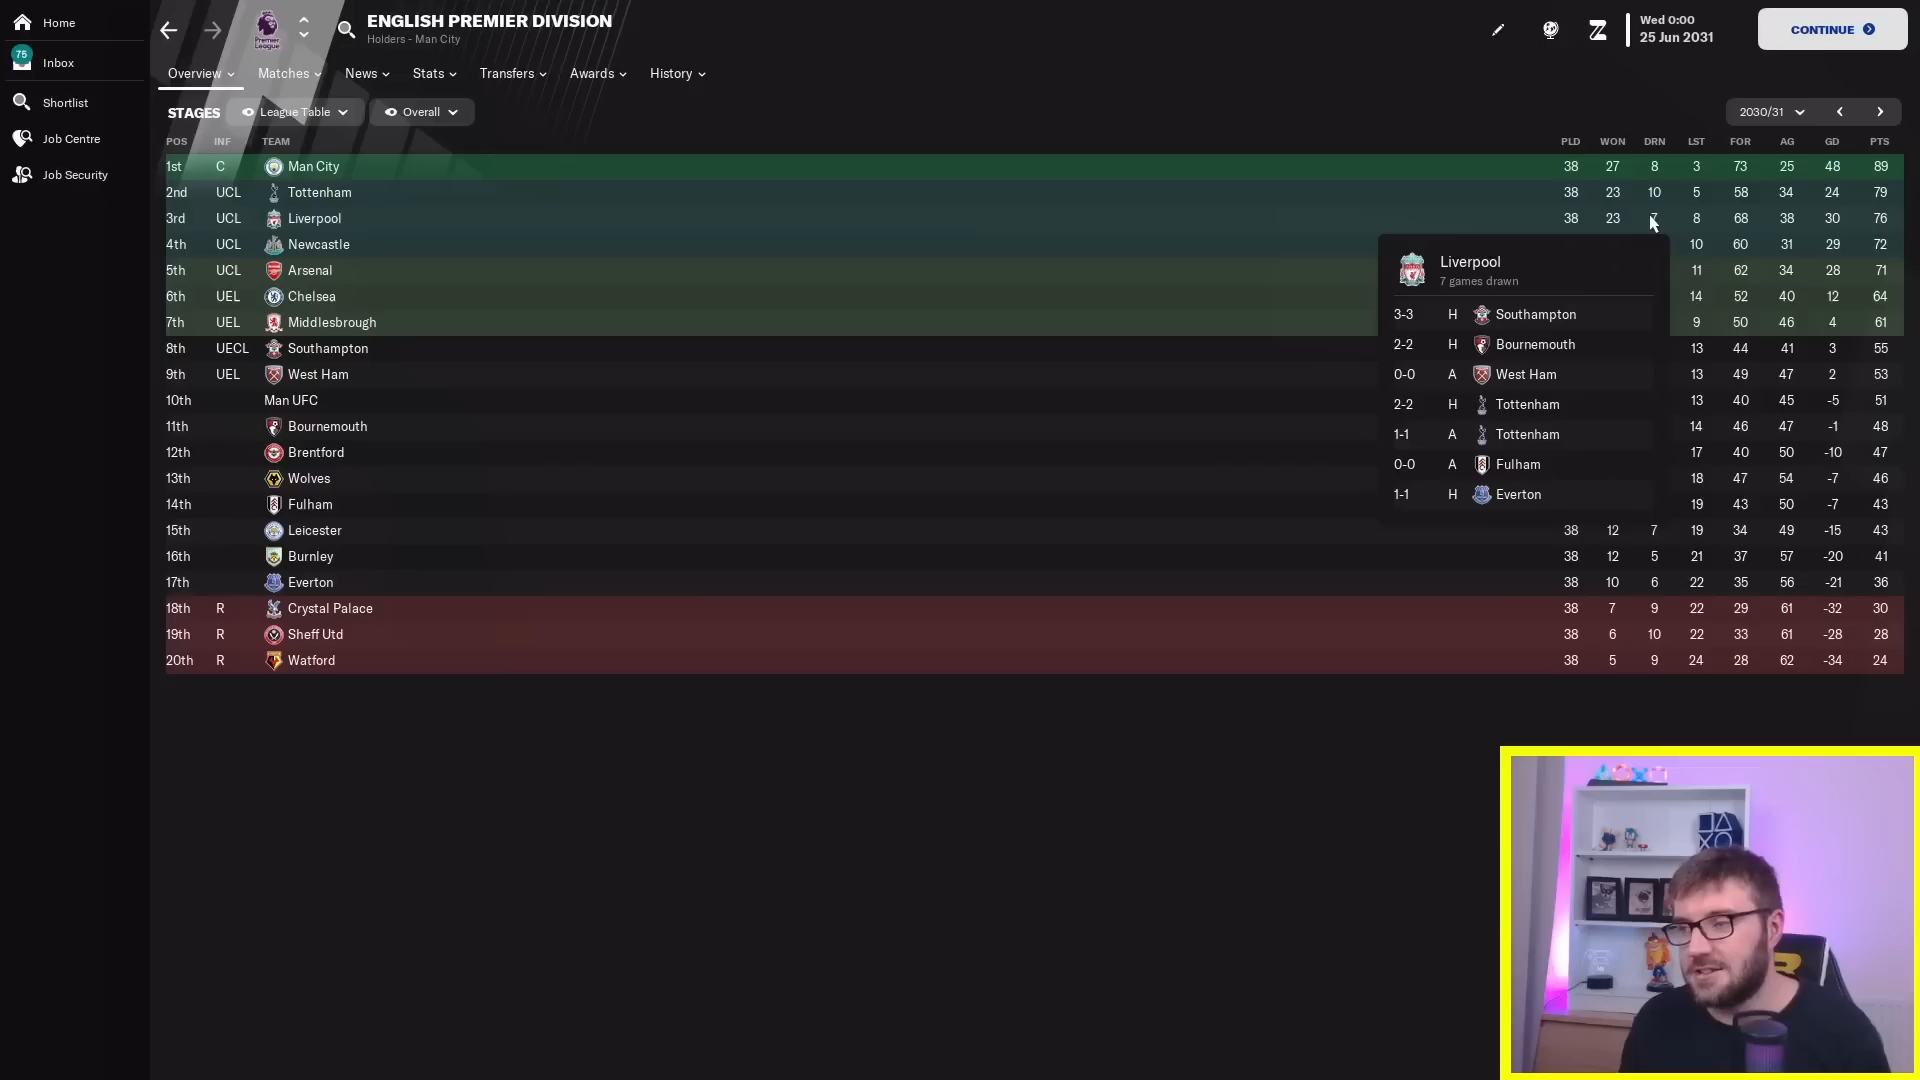 Home
75
Inbox
Shortlist
Job Centre
Job Security
Premier League
ENGLISH PREMIER DIVISION
Holders - Man City
Wed 0:00
25 Jun 2031
CONTINUE
Overview Matches News Stats Transfers Awards History
STAGES League Table Overall 2030/31
POS INF TEAM PLD WON DRN LST FOR AG GD PTS
1st C Man City 38 27 8 3 73 25 48 89
2nd UCL Tottenham 38 23 10 5 58 34 24 79
3rd UCL Liverpool 38 23 7 8 68 38 30 76
4th UCL Newcastle 10 60 31 29 72
5th UCL Arsenal 11 62 34 28 71
6th UEL Chelsea 14 52 40 12 64
7th UEL Middlesbrough 9 50 46 4 61
8th UECL Southampton 13 44 41 3 55
9th UEL West Ham 13 49 47 2 53
10th Man UFC 13 40 45 -5 51
11th Bournemouth 14 46 47 -1 48
12th Brentford 17 40 50 -10 47
13th Wolves 18 47 54 -7 46
14th Fulham 19 43 50 -7 43
15th Leicester 38 12 7 19 34 49 -15 43
16th Burnley 38 12 5 21 37 57 -20 41
17th Everton 38 10 6 22 35 56 -21 36
18th R Crystal Palace 38 7 9 22 29 61 -32 30
19th R Sheff Utd 38 6 10 22 33 61 -28 28
20th R Watford 38 5 9 24 28 62 -34 24
Liverpool
7 games drawn
3-3 H Southampton
2-2 H Bournemouth
0-0 A West Ham
2-2 H Tottenham
1-1 A Tottenham
0-0 A Fulham
1-1 H Everton